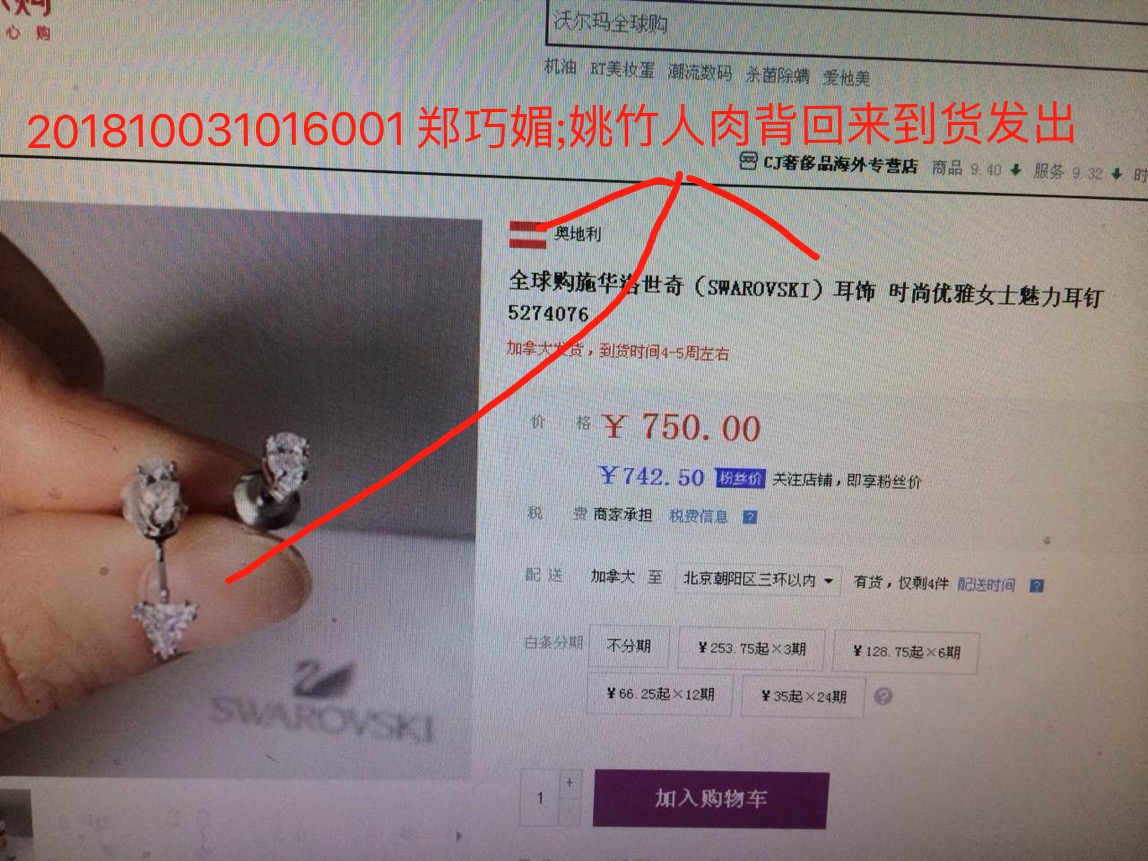 心 购
沃尔玛全球购
机油 RT美妆蛋 潮流数码 杀菌除螨 爱他美
201810031016001 郑巧媚;姚竹人肉背回来到货发出
CJ奢侈品海外专营店 商品 9.40 服务 9.32 时
奥地利
全球购施华洛世奇（SWAROVSKI）耳饰 时尚优雅女士魅力耳钉
5274076
加拿大发货，到货时间4-5周左右
价 格 ¥ 750.00
¥742.50 粉丝价 关注店铺，即享粉丝价
税 费 商家承担 税费信息 ?
配送 加拿大 至 北京朝阳区三环以内 有货，仅剩4件 配送时间 ?
白条分期 不分期 ¥253.75起×3期 ¥128.75起×6期
¥66.25起×12期 ¥35起×24期 ?
SWAROVSKI
1 + 加入购物车